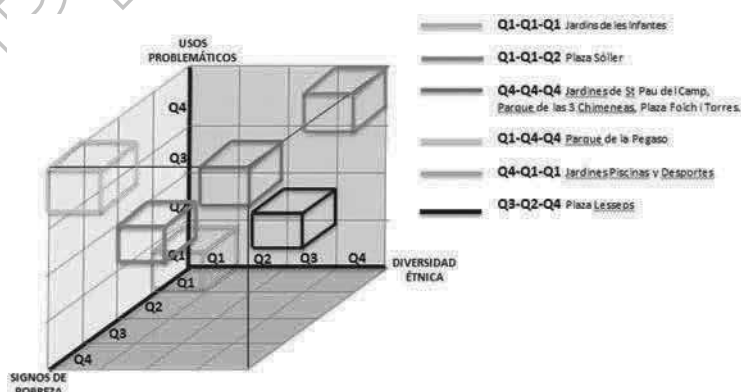 USOS
PROBLEMÁTICOS
Q4
Q3
Q2
Q1
Q1
Q2
Q3
Q4
DIVERSIDAD
ÉTNICA
Q1
Q2
Q3
Q4
SIGNOS DE
POBREZA
Q1-Q1-Q1 Jardins de les Infantes
Q1-Q1-Q2 Plaza Sóller
Q4-Q4-Q4 Jardines de St Pau del Camp,
Parque de las 3 Chimeneas, Plaza Folch i Torres.
Q1-Q4-Q4 Parque de la Pegaso
Q4-Q1-Q1 Jardines Piscinas y Desportes
Q3-Q2-Q4 Plaza Lesseps